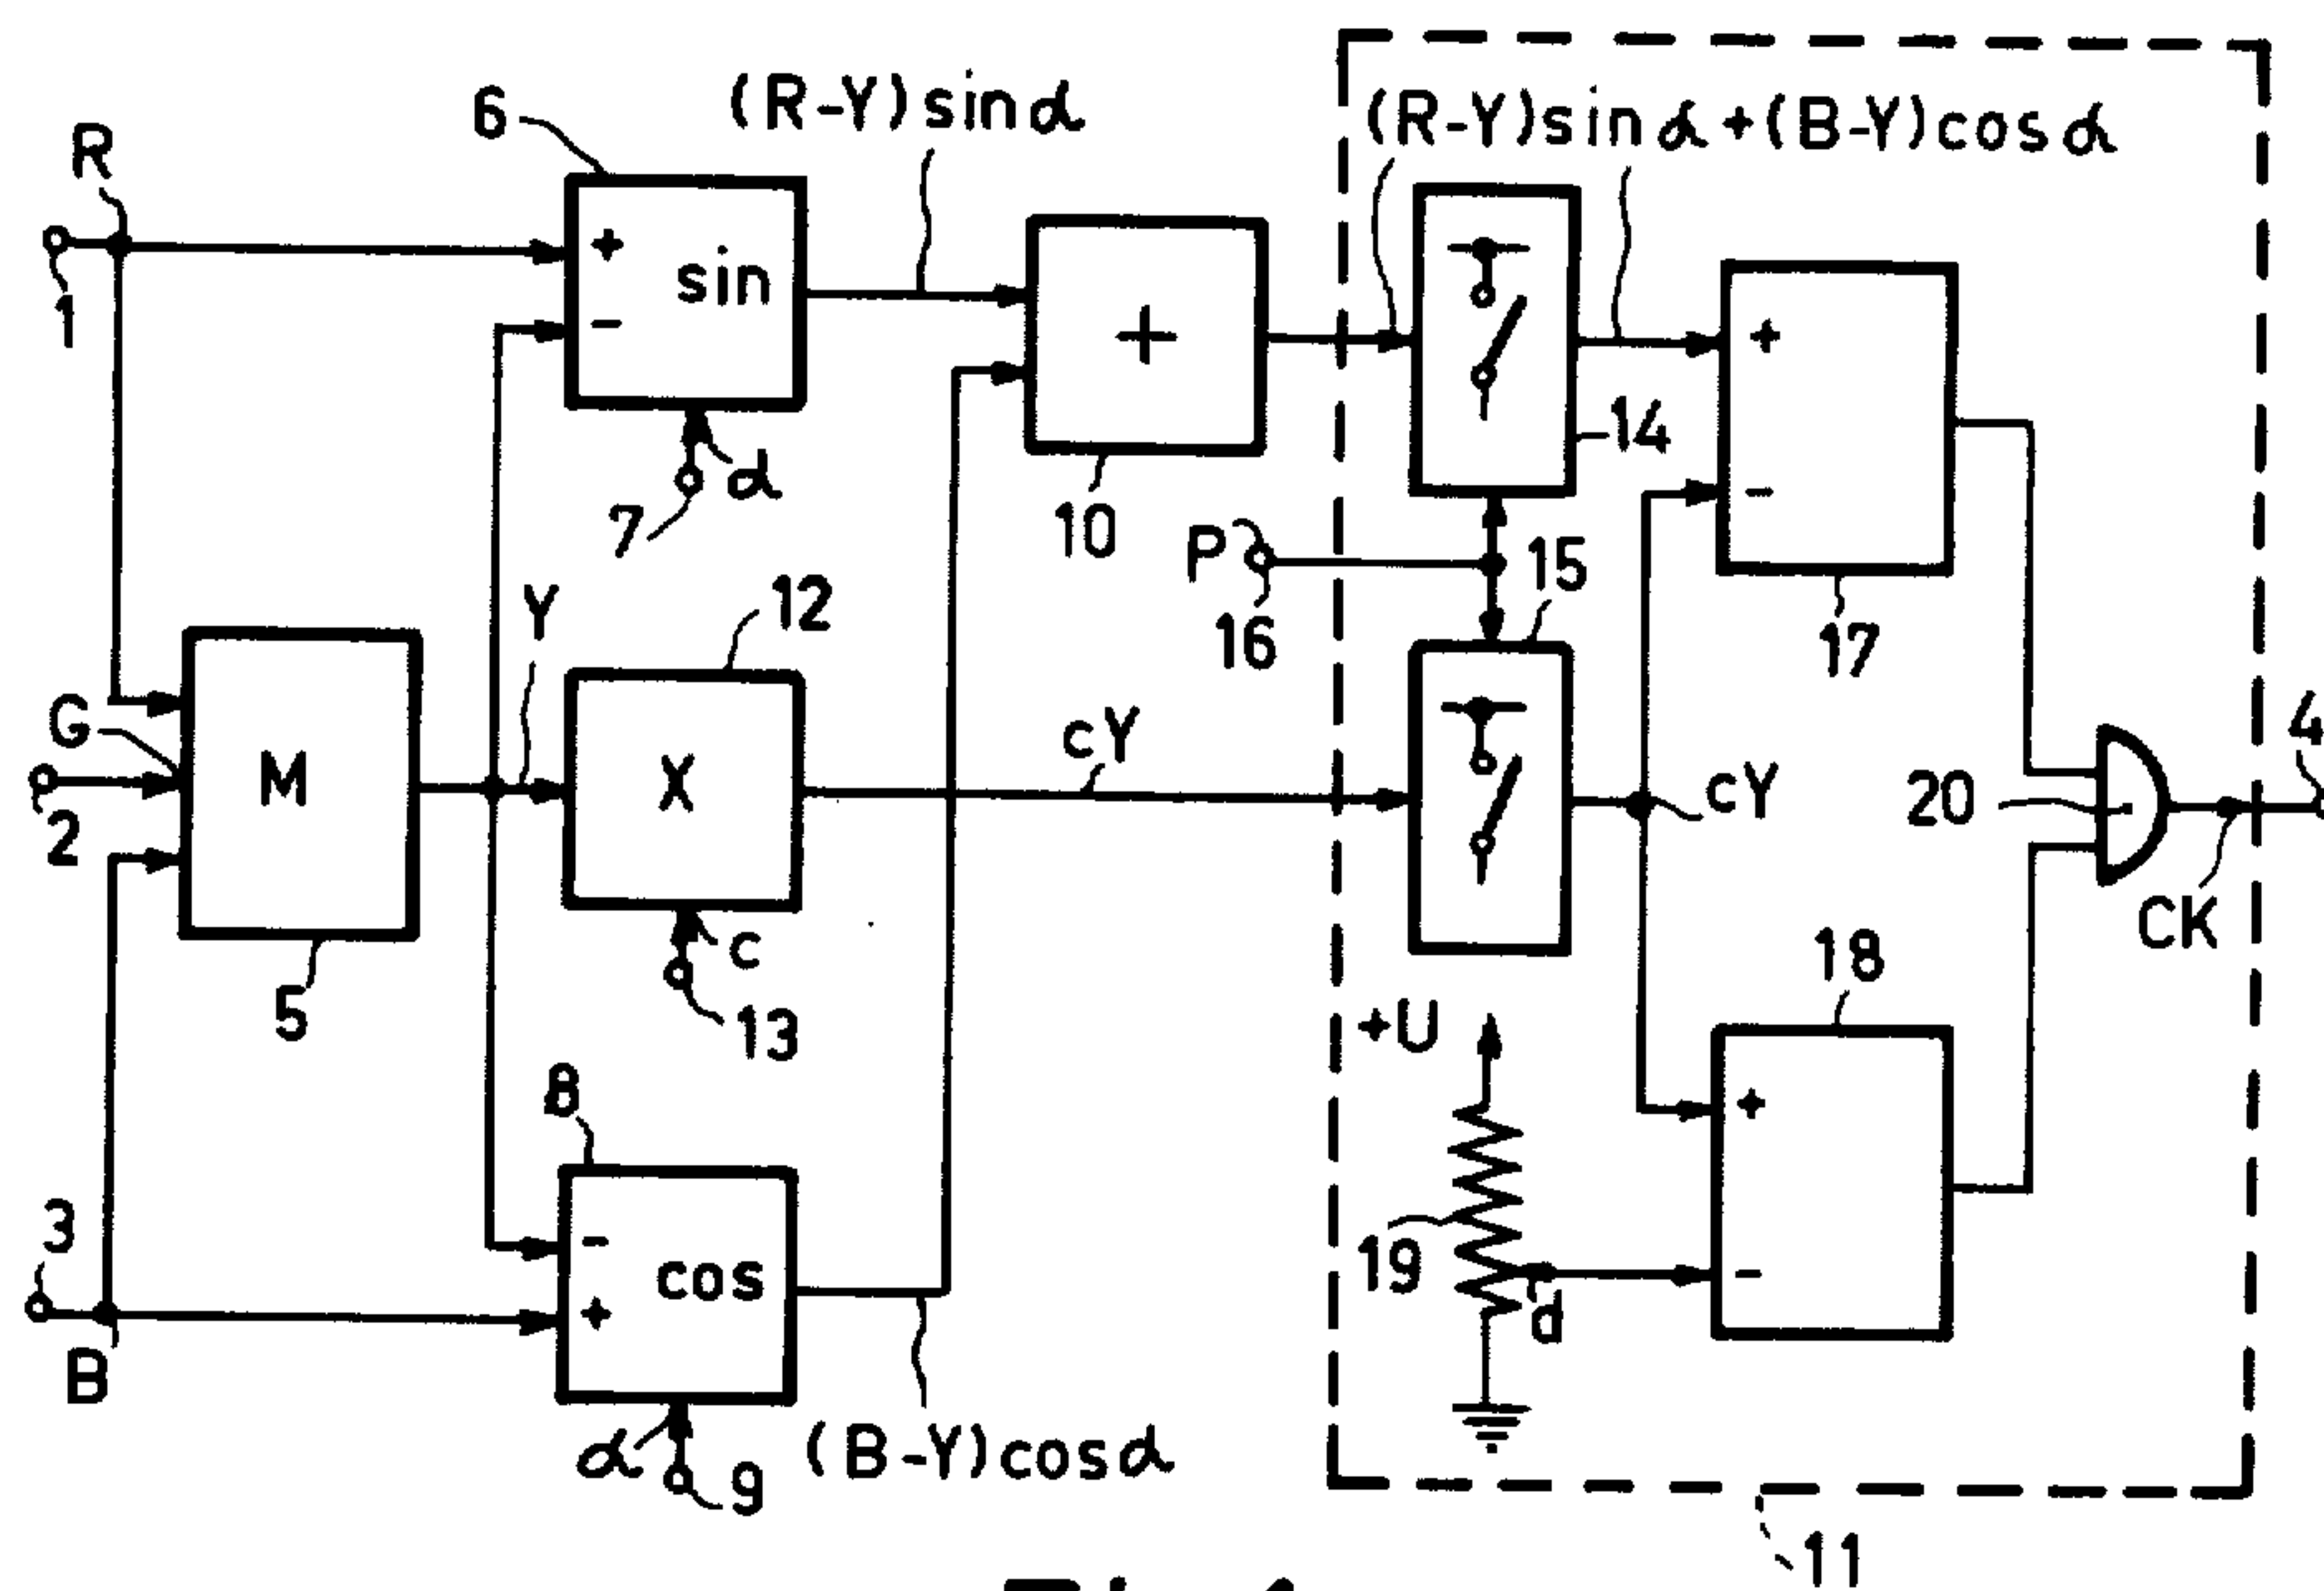 R
1
6
(R-Y)sinα
(R-Y)sinα+(B-Y)cosα
+
sin
-
α
7
+
10
+
-
14
P
16
15
17
G
2
M
5
Y
12
X
c
13
cY
cY
20
4
CK
18
+U
+
-
19
d
3
B
8
-
cos
+
α
9
(B-Y)cosα
11